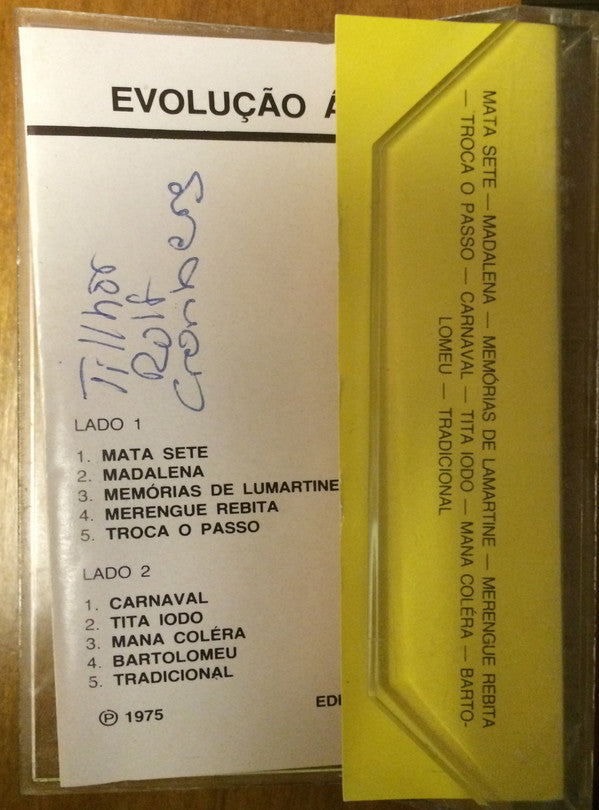 EVOLUÇÃO Á
LADO 1
1. MATA SETE
2. MADALENA
3. MEMÓRIAS DE LUMARTINE
4. MERENGUE REBITA
5. TROCA O PASSO
LADO 2
1. CARNAVAL
2. TITA IODO
3. MANA COLÉRA
4. BARTOLOMEU
5. TRADICIONAL
Ⓟ 1975
EDI
MATA SETE — MADALENA — MEMÓRIAS DE LAMARTINE — MERENGUE REBITA
— TROCA O PASSO — CARNAVAL — TITA IODO — MANA COLÉRA — BARTO-
LOMEU — TRADICIONAL